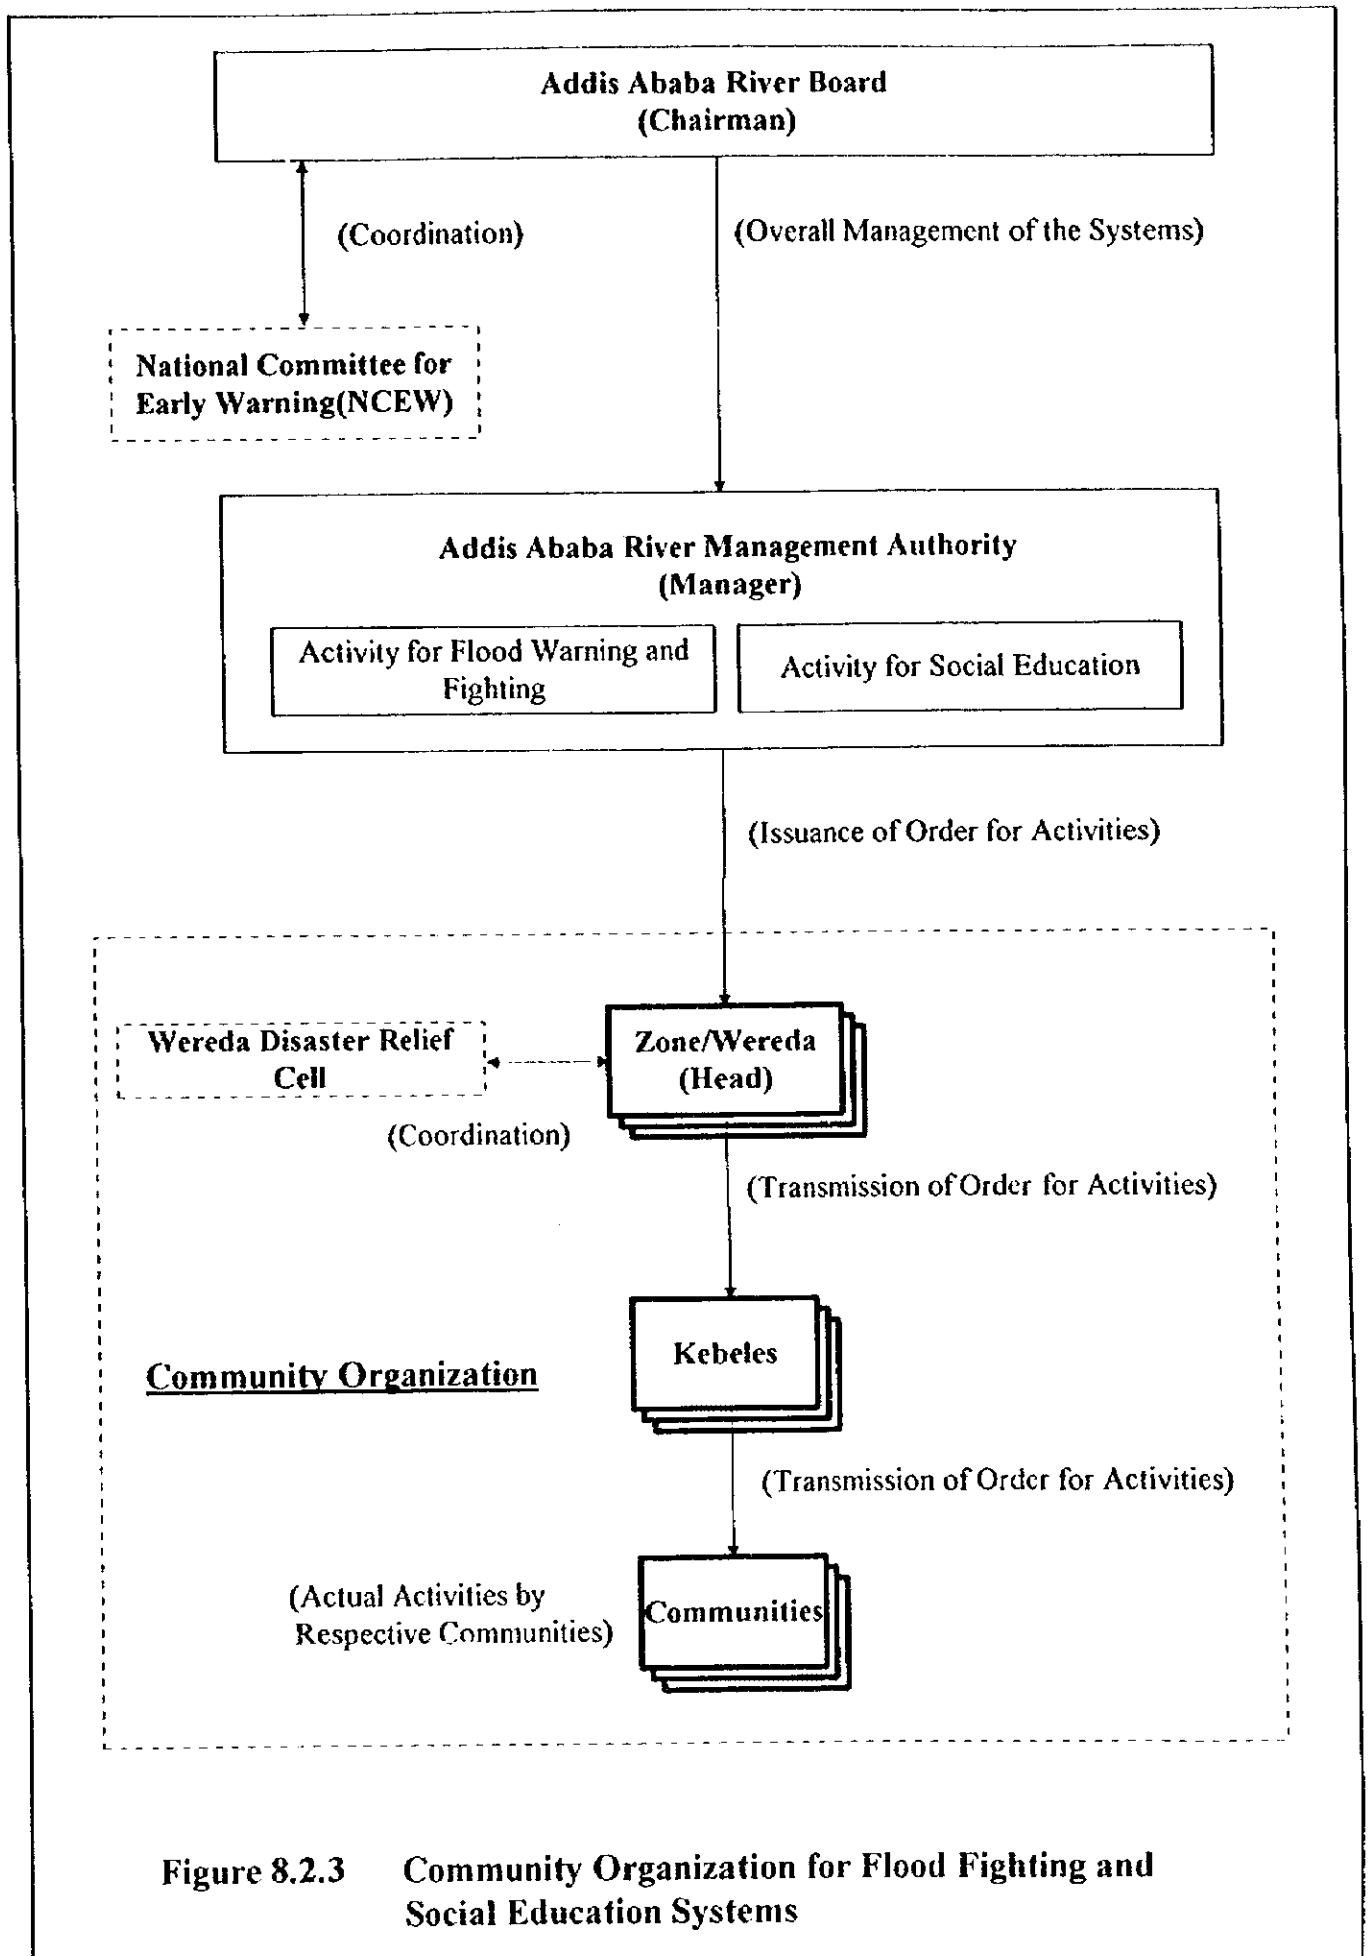 Addis Ababa River Board
(Chairman)
(Coordination)
(Overall Management of the Systems)
National Committee for
Early Warning(NCEW)
Addis Ababa River Management Authority
(Manager)
Activity for Flood Warning and
Fighting
Activity for Social Education
(Issuance of Order for Activities)
Wereda Disaster Relief
Cell
Zone/Wereda
(Head)
(Coordination)
(Transmission of Order for Activities)
Kebeles
Community Organization
(Transmission of Order for Activities)
(Actual Activities by
Respective Communities)
Communities
Figure 8.2.3 Community Organization for Flood Fighting and
Social Education Systems